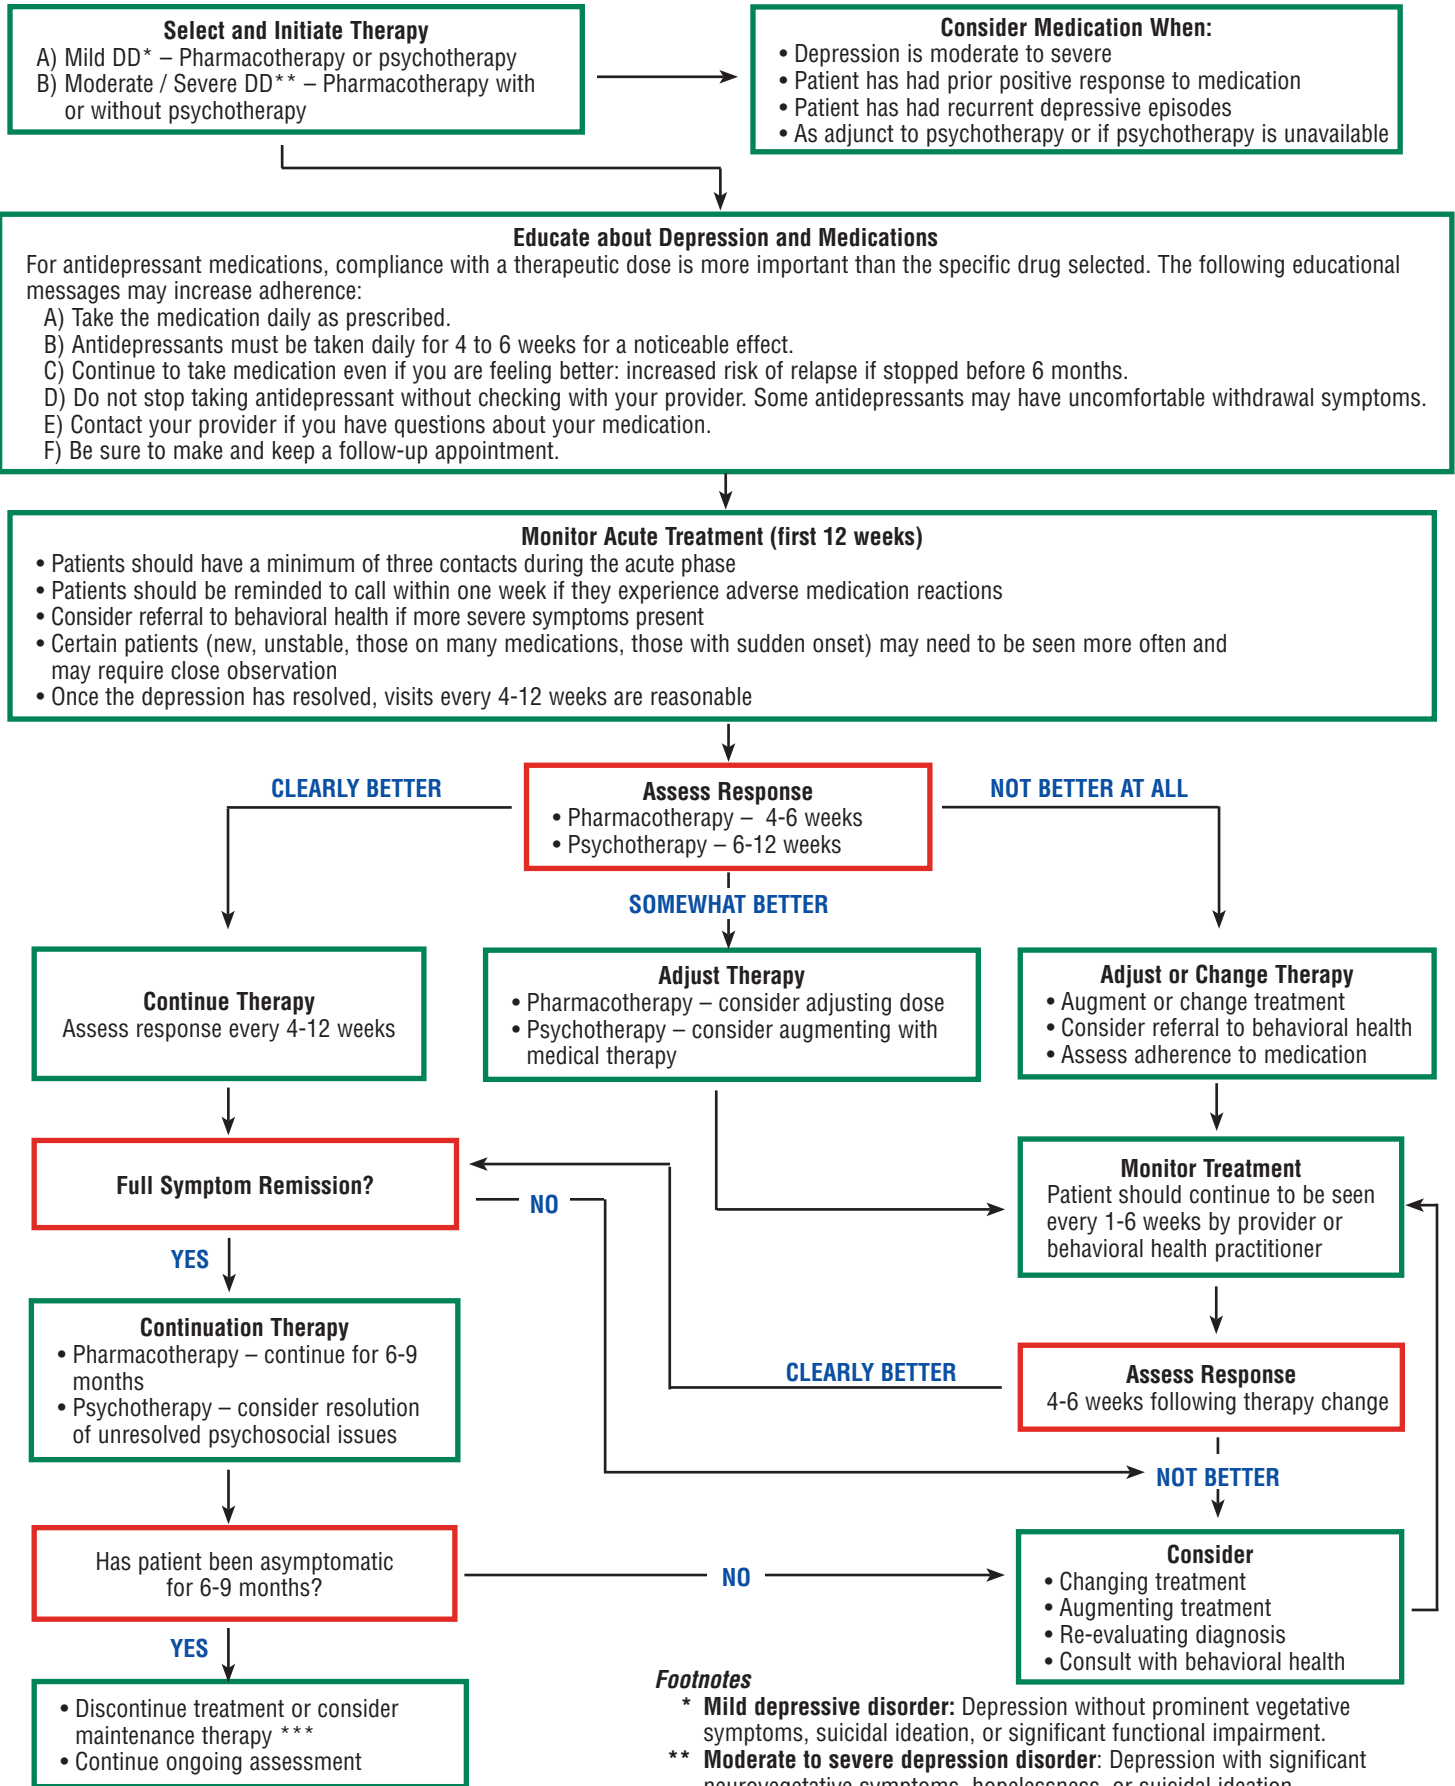 Select and Initiate Therapy
A) Mild DD* – Pharmacotherapy or psychotherapy
B) Moderate / Severe DD** – Pharmacotherapy with
or without psychotherapy
Consider Medication When:
• Depression is moderate to severe
• Patient has had prior positive response to medication
• Patient has had recurrent depressive episodes
• As adjunct to psychotherapy or if psychotherapy is unavailable
Educate about Depression and Medications
For antidepressant medications, compliance with a therapeutic dose is more important than the specific drug selected. The following educational
messages may increase adherence:
A) Take the medication daily as prescribed.
B) Antidepressants must be taken daily for 4 to 6 weeks for a noticeable effect.
C) Continue to take medication even if you are feeling better: increased risk of relapse if stopped before 6 months.
D) Do not stop taking antidepressant without checking with your provider. Some antidepressants may have uncomfortable withdrawal symptoms.
E) Contact your provider if you have questions about your medication.
F) Be sure to make and keep a follow-up appointment.
Monitor Acute Treatment (first 12 weeks)
• Patients should have a minimum of three contacts during the acute phase
• Patients should be reminded to call within one week if they experience adverse medication reactions
• Consider referral to behavioral health if more severe symptoms present
• Certain patients (new, unstable, those on many medications, those with sudden onset) may need to be seen more often and
may require close observation
• Once the depression has resolved, visits every 4-12 weeks are reasonable
CLEARLY BETTER
Assess Response
• Pharmacotherapy – 4-6 weeks
• Psychotherapy – 6-12 weeks
NOT BETTER AT ALL
SOMEWHAT BETTER
Continue Therapy
Assess response every 4-12 weeks
Adjust Therapy
• Pharmacotherapy – consider adjusting dose
• Psychotherapy – consider augmenting with
medical therapy
Adjust or Change Therapy
• Augment or change treatment
• Consider referral to behavioral health
• Assess adherence to medication
Full Symptom Remission?
NO
Monitor Treatment
Patient should continue to be seen
every 1-6 weeks by provider or
behavioral health practitioner
YES
Continuation Therapy
• Pharmacotherapy – continue for 6-9
months
• Psychotherapy – consider resolution
of unresolved psychosocial issues
CLEARLY BETTER
Assess Response
4-6 weeks following therapy change
NOT BETTER
Has patient been asymptomatic
for 6-9 months?
NO
Consider
• Changing treatment
• Augmenting treatment
• Re-evaluating diagnosis
• Consult with behavioral health
YES
• Discontinue treatment or consider
maintenance therapy ***
• Continue ongoing assessment
Footnotes
* Mild depressive disorder: Depression without prominent vegetative
symptoms, suicidal ideation, or significant functional impairment.
** Moderate to severe depression disorder: Depression with significant
neurovegetative symptoms, hopelessness, or suicidal ideation